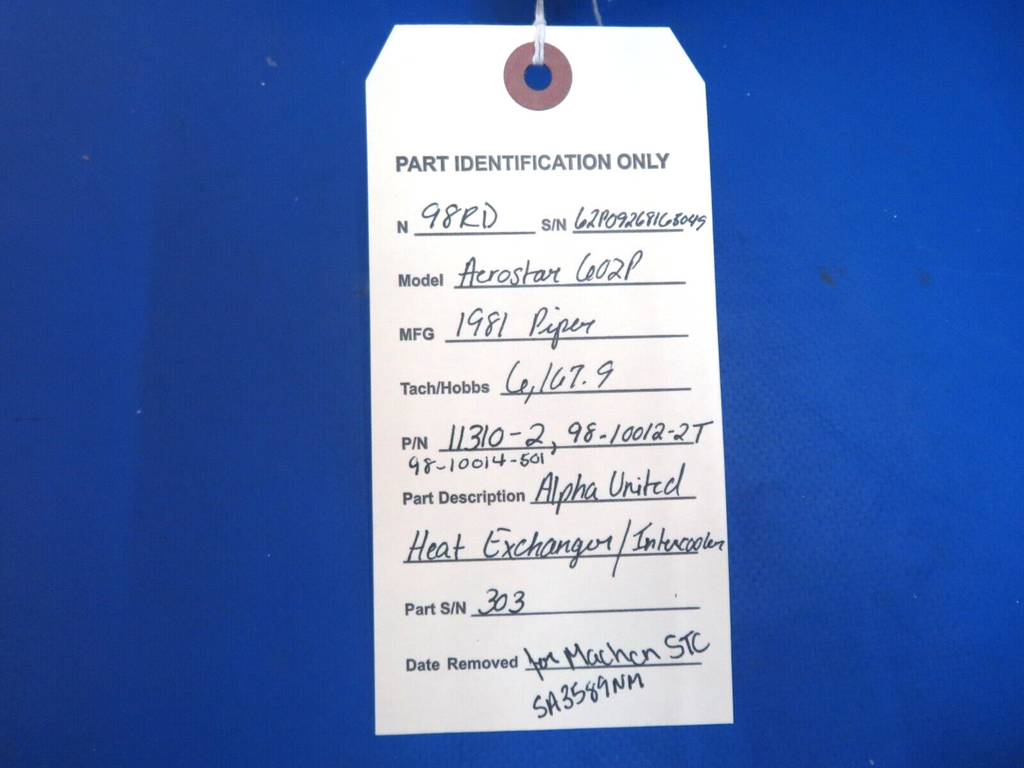 PART IDENTIFICATION ONLY
N 98RD S/N 62P09268168049
Model Aerostar 602P
MFG 1981 Piper
Tach/Hobbs 6,167.9
P/N 11310-2, 98-10012-2T
98-10014-501
Part Description Alpha United
Heat Exchanger/Intercooler
Part S/N 303
Date Removed for Machen STC
SA3589NM